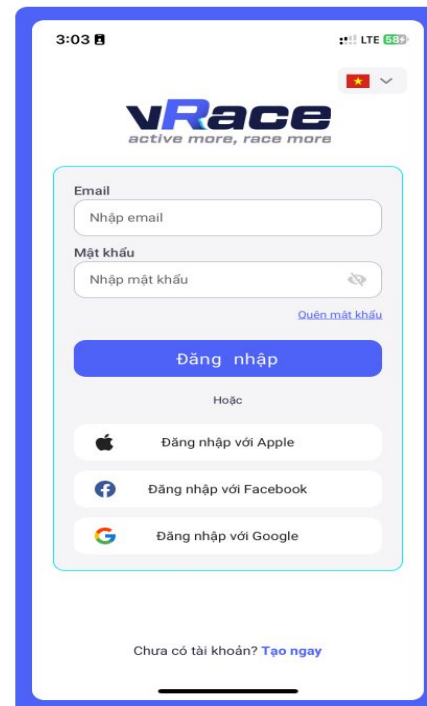 3:03
LTE 58
vRace
active more, race more
Email
Nhập email
Mật khẩu
Nhập mật khẩu
Quên mật khẩu
Đăng nhập
Hoặc
Đăng nhập với Apple
Đăng nhập với Facebook
Đăng nhập với Google
Chưa có tài khoản? Tạo ngay